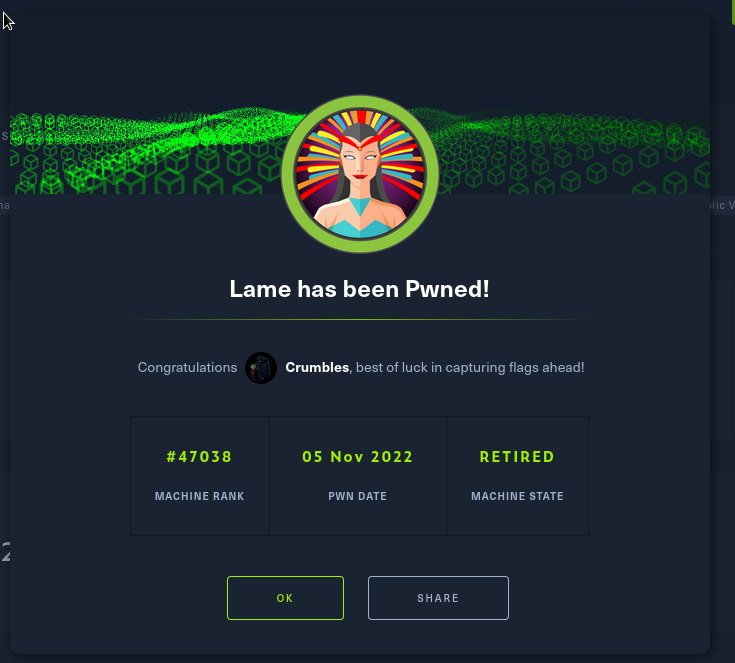 Lame has been Pwned!
Congratulations Crumbles, best of luck in capturing flags ahead!
#47038 05 Nov 2022 RETIRED
MACHINE RANK PWN DATE MACHINE STATE
OK SHARE